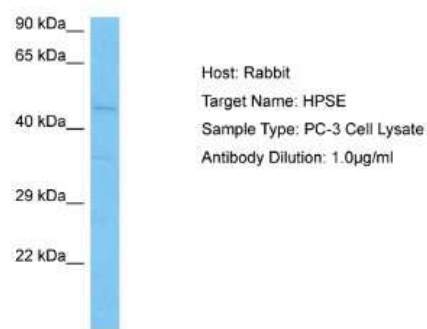 90 kDa
65 kDa
40 kDa
29 kDa
22 kDa
Host: Rabbit
Target Name: HPSE
Sample Type: PC-3 Cell Lysate
Antibody Dilution: 1.0µg/ml